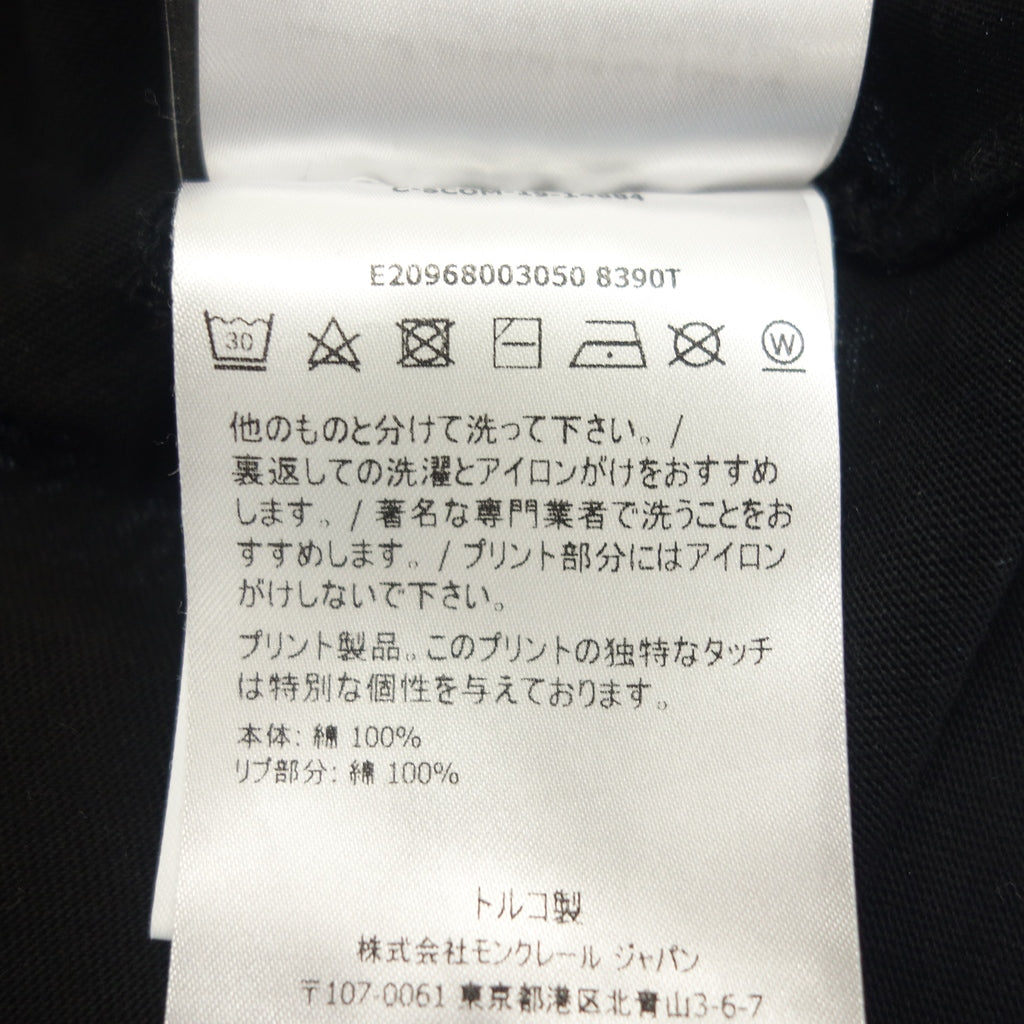 E20968003050 8390T
30
W
他のものと分けて洗って下さい。/
裏返しての洗濯とアイロンがけをおすすめ
します。/ 著名な専門業者で洗うことをお
すすめします。/ プリント部分にはアイロン
がけしないで下さい。
プリント製品。このプリントの独特なタッチ
は特別な個性を与えております。
本体: 綿 100%
リブ部分: 綿 100%
トルコ製
株式会社モンクレール ジャパン
〒107-0061 東京都港区北青山3-6-7